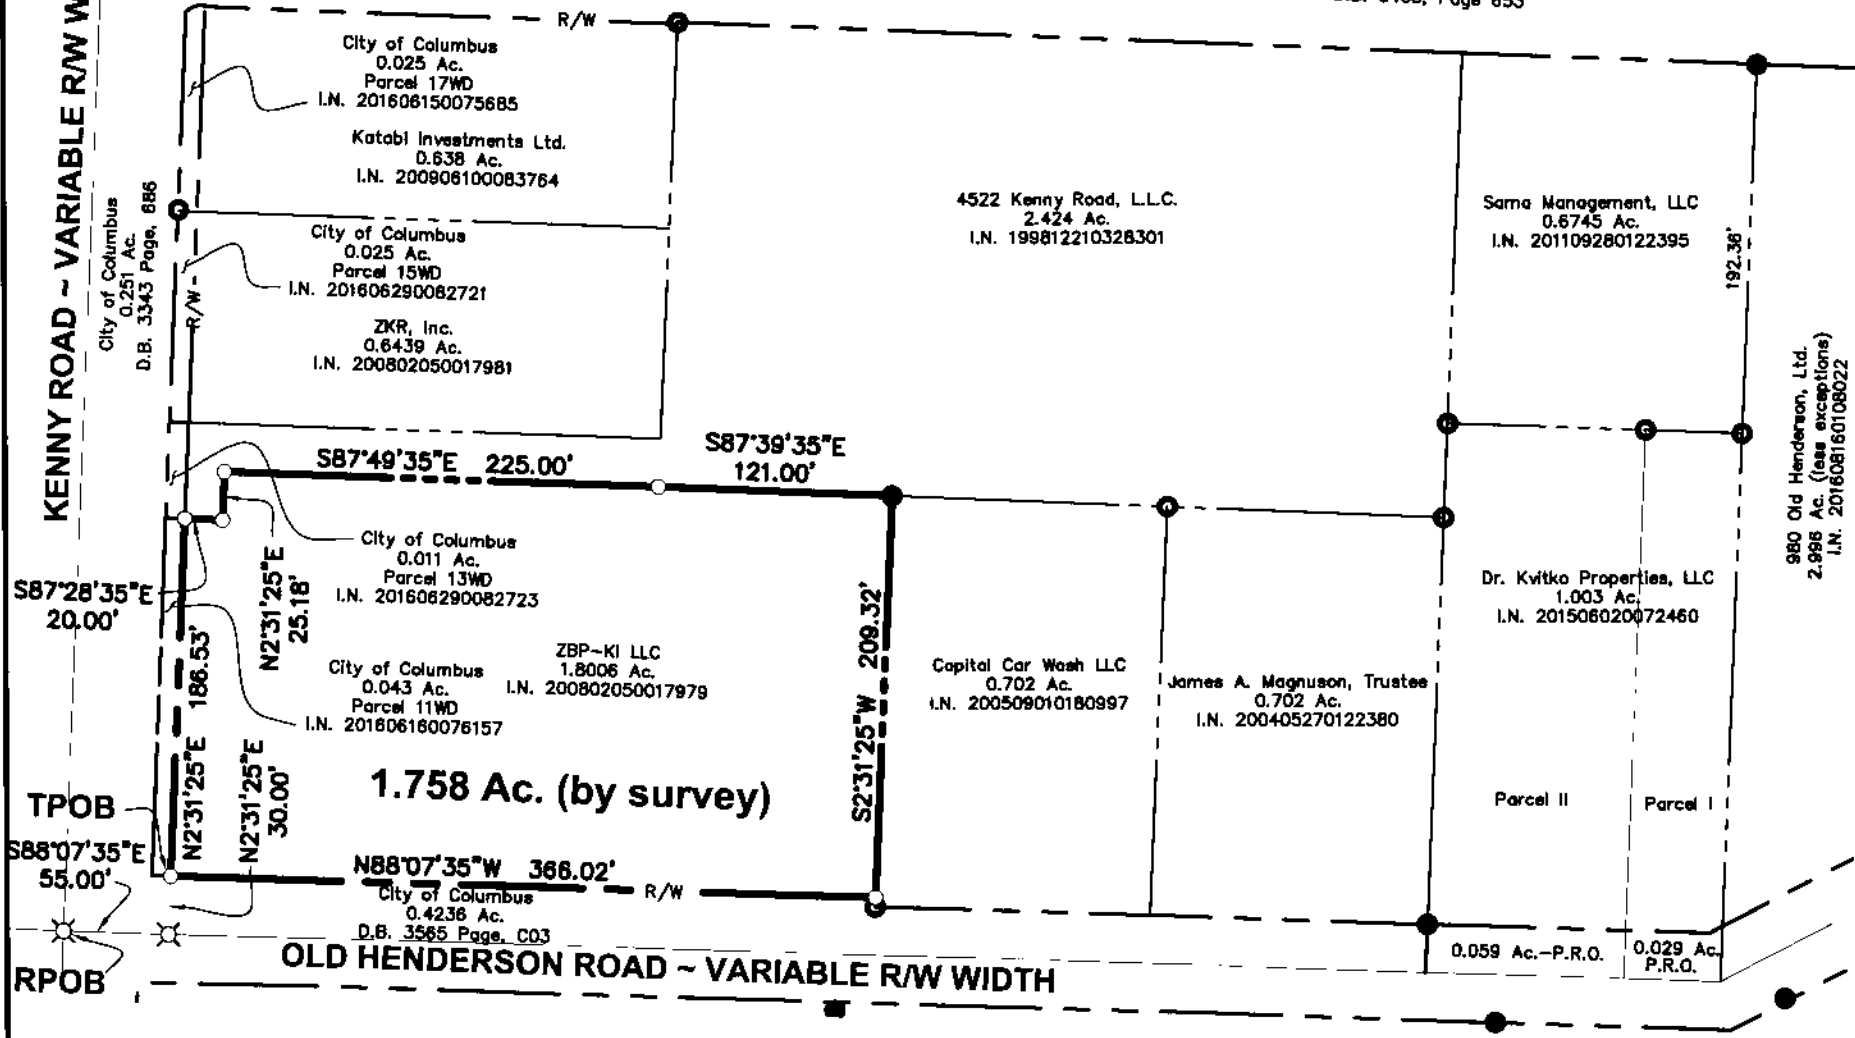 Page 653
R/W
KENNY ROAD ~ VARIABLE R/W W
City of Columbus
0.025 Ac.
Parcel 17WD
I.N. 201606150075685
Katabi Investments Ltd.
0.638 Ac.
I.N. 200906100083764
City of Columbus
0.251 Ac.
D.B. 3343 Page, 686
City of Columbus
0.025 Ac.
Parcel 15WD
I.N. 201606290082721
R/W
ZKR, Inc.
0.6439 Ac.
I.N. 200802050017981
4522 Kenny Road, L.L.C.
2.424 Ac.
I.N. 199812210328301
Sama Management, LLC
0.6745 Ac.
I.N. 201109280122395
192.36'
980 Old Henderson, Ltd.
2.996 Ac. (less exceptions)
I.N. 201608160108022
S87°49'35"E 225.00'
S87°39'35"E
121.00'
City of Columbus
0.011 Ac.
Parcel 13WD
I.N. 201606290082723
S87°28'35"E
20.00'
N2°31'25"E
25.18'
N2°31'25"E 186.53'
City of Columbus
0.043 Ac.
Parcel 11WD
I.N. 201606160076157
ZBP-KI LLC
1.8006 Ac.
I.N. 200802050017979
S2°31'25"W 209.32'
Capital Car Wash LLC
0.702 Ac.
I.N. 200509010180997
James A. Magnuson, Trustee
0.702 Ac.
I.N. 200405270122380
Dr. Kvitko Properties, LLC
1.003 Ac.
I.N. 201506020072460
Parcel II
Parcel I
1.758 Ac. (by survey)
TPOB
S88°07'35"E
55.00'
N2°31'25"E
30.00'
N88°07'35"W 366.02'
R/W
City of Columbus
0.4236 Ac.
D.B. 3565 Page, C03
0.059 Ac.-P.R.O.
0.029 Ac.
P.R.O.
RPOB
OLD HENDERSON ROAD ~ VARIABLE R/W WIDTH